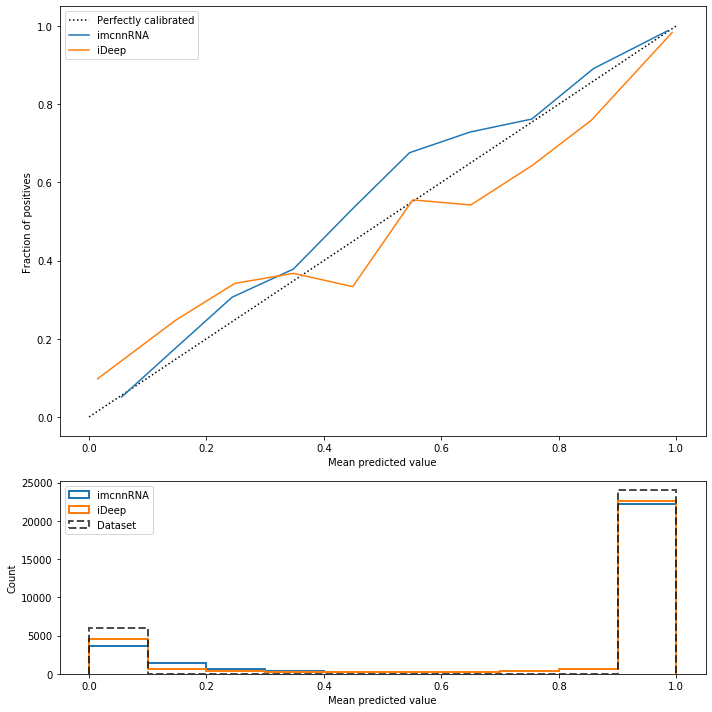 Perfectly calibrated
imcnnRNA
iDeep
1.0
0.8
0.6
0.4
0.2
0.0
Fraction of positives
0.0 0.2 0.4 0.6 0.8 1.0
Mean predicted value
imcnnRNA
iDeep
Dataset
25000
20000
15000
10000
5000
0
Count
0.0 0.2 0.4 0.6 0.8 1.0
Mean predicted value